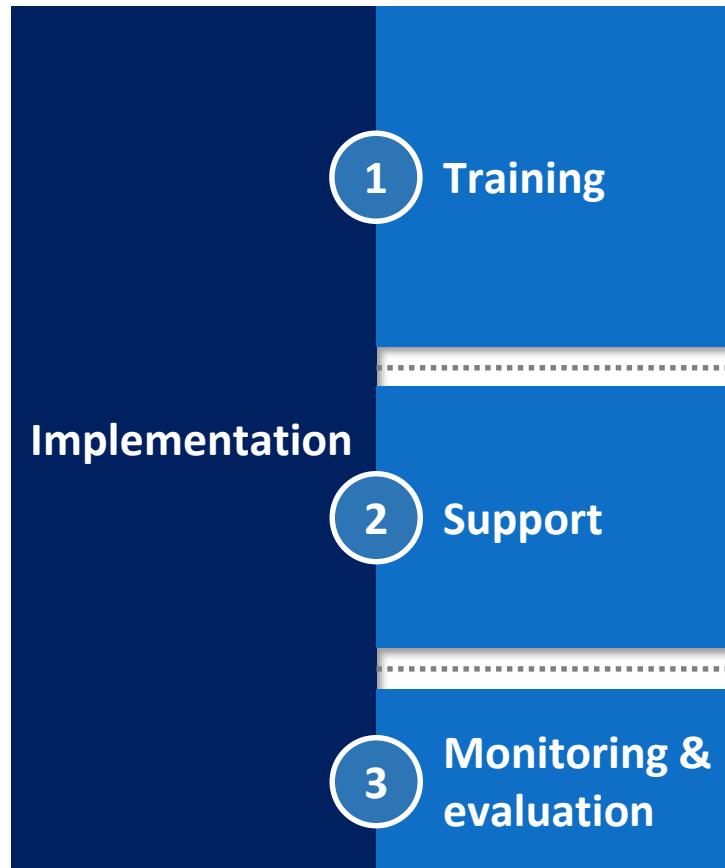 Implementation
1 Training
2 Support
3 Monitoring &
evaluation